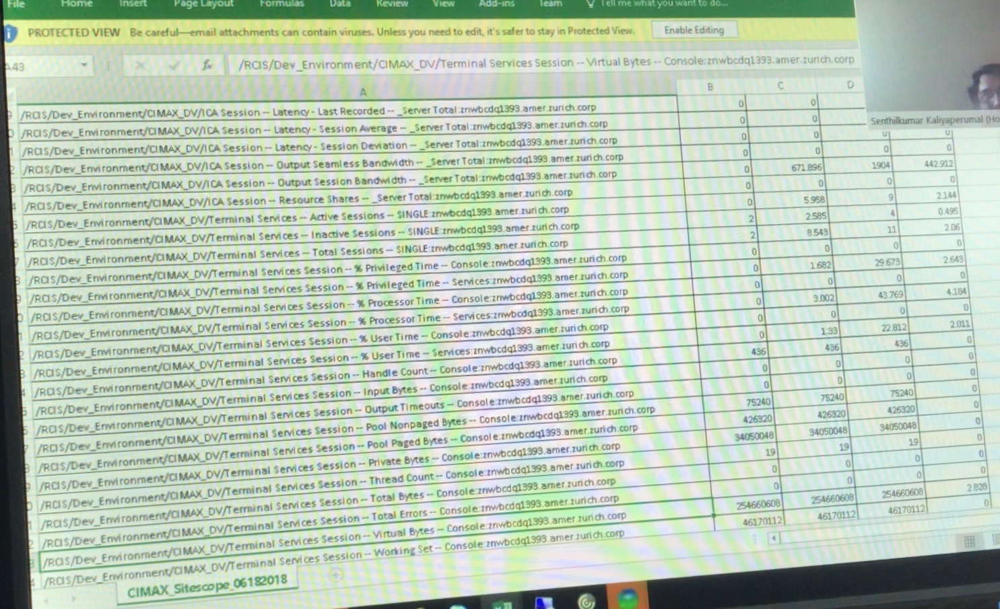 File Home Insert Page Layout Formulas Data Review View Add-ins Team Tell me what you want to do...
PROTECTED VIEW Be careful—email attachments can contain viruses. Unless you need to edit, it's safer to stay in Protected View. Enable Editing
A43 fx /RCIS/Dev_Environment/CIMAX_DV/Terminal Services Session -- Virtual Bytes -- Console:znwbcdq1393.amer.zurich.corp
A B C D
/RCIS/Dev_Environment/CIMAX_DV/ICA Session -- Latency - Last Recorded -- _Server Total:znwbcdq1393.amer.zurich.corp 0 0
Senthilkumar Kaliyaperumal (Ho
/RCIS/Dev_Environment/CIMAX_DV/ICA Session -- Latency - Session Average -- _Server Total:znwbcdq1393.amer.zurich.corp 0 0
/RCIS/Dev_Environment/CIMAX_DV/ICA Session -- Latency - Session Deviation -- _Server Total:znwbcdq1393.amer.zurich.corp 0 0 0 0
/RCIS/Dev_Environment/CIMAX_DV/ICA Session -- Output Seamless Bandwidth -- _Server Total:znwbcdq1393.amer.zurich.corp 0 0 0 0
/RCIS/Dev_Environment/CIMAX_DV/ICA Session -- Output Session Bandwidth -- _Server Total:znwbcdq1393.amer.zurich.corp 0 671.896 1904 442.912
/RCIS/Dev_Environment/CIMAX_DV/ICA Session -- Resource Shares -- _Server Total:znwbcdq1393.amer.zurich.corp 0 0 0 0
/RCIS/Dev_Environment/CIMAX_DV/Terminal Services -- Active Sessions -- SINGLE:znwbcdq1393.amer.zurich.corp 0 5.958 9 2.144
/RCIS/Dev_Environment/CIMAX_DV/Terminal Services -- Inactive Sessions -- SINGLE:znwbcdq1393.amer.zurich.corp 2 2.585 4 0.495
/RCIS/Dev_Environment/CIMAX_DV/Terminal Services -- Total Sessions -- SINGLE:znwbcdq1393.amer.zurich.corp 2 8.543 11 2.06
/RCIS/Dev_Environment/CIMAX_DV/Terminal Services Session -- % Privileged Time -- Console:znwbcdq1393.amer.zurich.corp 0 0 0 0
/RCIS/Dev_Environment/CIMAX_DV/Terminal Services Session -- % Privileged Time -- Services:znwbcdq1393.amer.zurich.corp 0 1.682 29.673 2.643
/RCIS/Dev_Environment/CIMAX_DV/Terminal Services Session -- % Processor Time -- Console:znwbcdq1393.amer.zurich.corp 0 0 0 0
/RCIS/Dev_Environment/CIMAX_DV/Terminal Services Session -- % Processor Time -- Services:znwbcdq1393.amer.zurich.corp 0 3.002 43.769 4.184
/RCIS/Dev_Environment/CIMAX_DV/Terminal Services Session -- % User Time -- Console:znwbcdq1393.amer.zurich.corp 0 0 0 0
/RCIS/Dev_Environment/CIMAX_DV/Terminal Services Session -- % User Time -- Services:znwbcdq1393.amer.zurich.corp 0 1.33 22.812 2.011
/RCIS/Dev_Environment/CIMAX_DV/Terminal Services Session -- Handle Count -- Console:znwbcdq1393.amer.zurich.corp 436 436 436 0
/RCIS/Dev_Environment/CIMAX_DV/Terminal Services Session -- Input Bytes -- Console:znwbcdq1393.amer.zurich.corp 0 0 0 0
/RCIS/Dev_Environment/CIMAX_DV/Terminal Services Session -- Output Timeouts -- Console:znwbcdq1393.amer.zurich.corp 0 0 0 0
/RCIS/Dev_Environment/CIMAX_DV/Terminal Services Session -- Pool Nonpaged Bytes -- Console:znwbcdq1393.amer.zurich.corp 75240 75240 75240 0
/RCIS/Dev_Environment/CIMAX_DV/Terminal Services Session -- Pool Paged Bytes -- Console:znwbcdq1393.amer.zurich.corp 426320 426320 426320 0
/RCIS/Dev_Environment/CIMAX_DV/Terminal Services Session -- Private Bytes -- Console:znwbcdq1393.amer.zurich.corp 34050048 34050048 34050048 0
/RCIS/Dev_Environment/CIMAX_DV/Terminal Services Session -- Thread Count -- Console:znwbcdq1393.amer.zurich.corp 19 19 19 0
/RCIS/Dev_Environment/CIMAX_DV/Terminal Services Session -- Total Bytes -- Console:znwbcdq1393.amer.zurich.corp 0 0 0 0
/RCIS/Dev_Environment/CIMAX_DV/Terminal Services Session -- Total Errors -- Console:znwbcdq1393.amer.zurich.corp 0 0 0 0
/RCIS/Dev_Environment/CIMAX_DV/Terminal Services Session -- Virtual Bytes -- Console:znwbcdq1393.amer.zurich.corp 254660608 254660608 254660608 2.828
/RCIS/Dev_Environment/CIMAX_DV/Terminal Services Session -- Working Set -- Console:znwbcdq1393.amer.zurich.corp 46170112 46170112 46170112 0
CIMAX_Sitescope_06182018